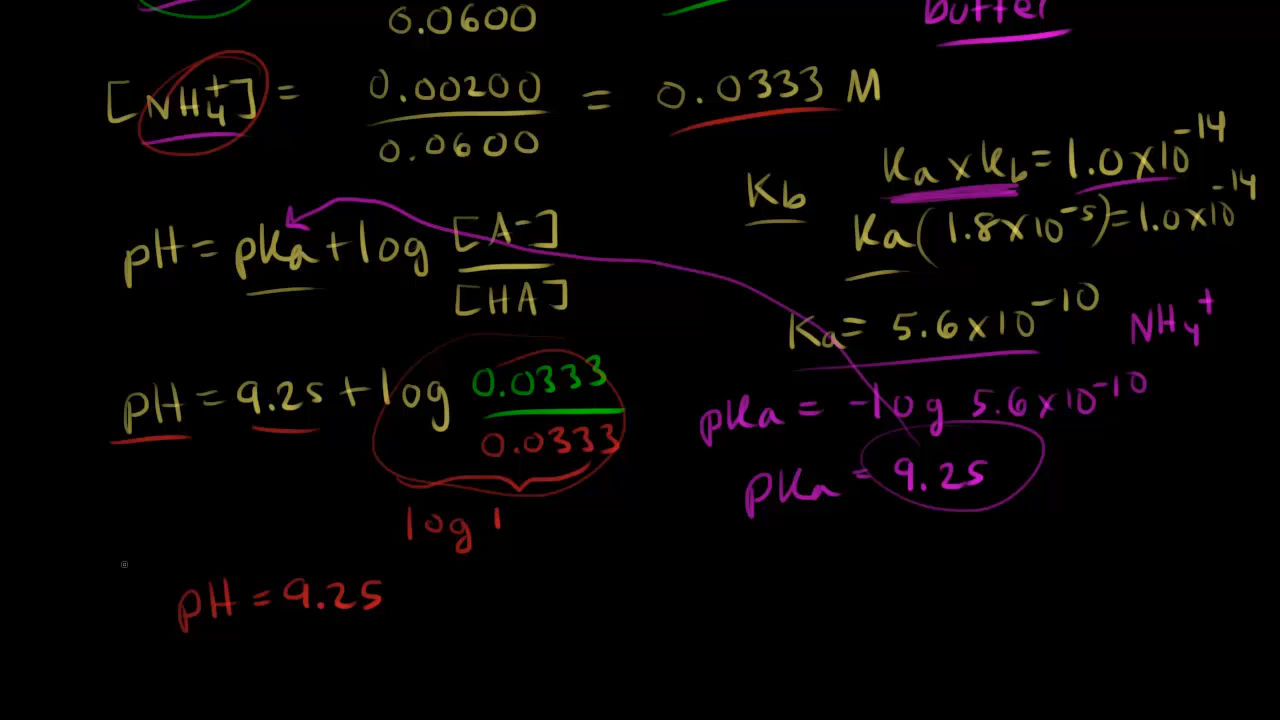 0.0600
buffer
[NH₄⁺] = 0.00200 / 0.0600 = 0.0333 M
Kb
Ka x Kb = 1.0x10⁻¹⁴
Ka(1.8x10⁻⁵) = 1.0x10⁻¹⁴
pH = pKa + log [A⁻] / [HA]
Ka = 5.6x10⁻¹⁰ NH₄⁺
pH = 9.25 + log 0.0333 / 0.0333
pKa = -log 5.6x10⁻¹⁰
pKa = 9.25
log 1
pH = 9.25